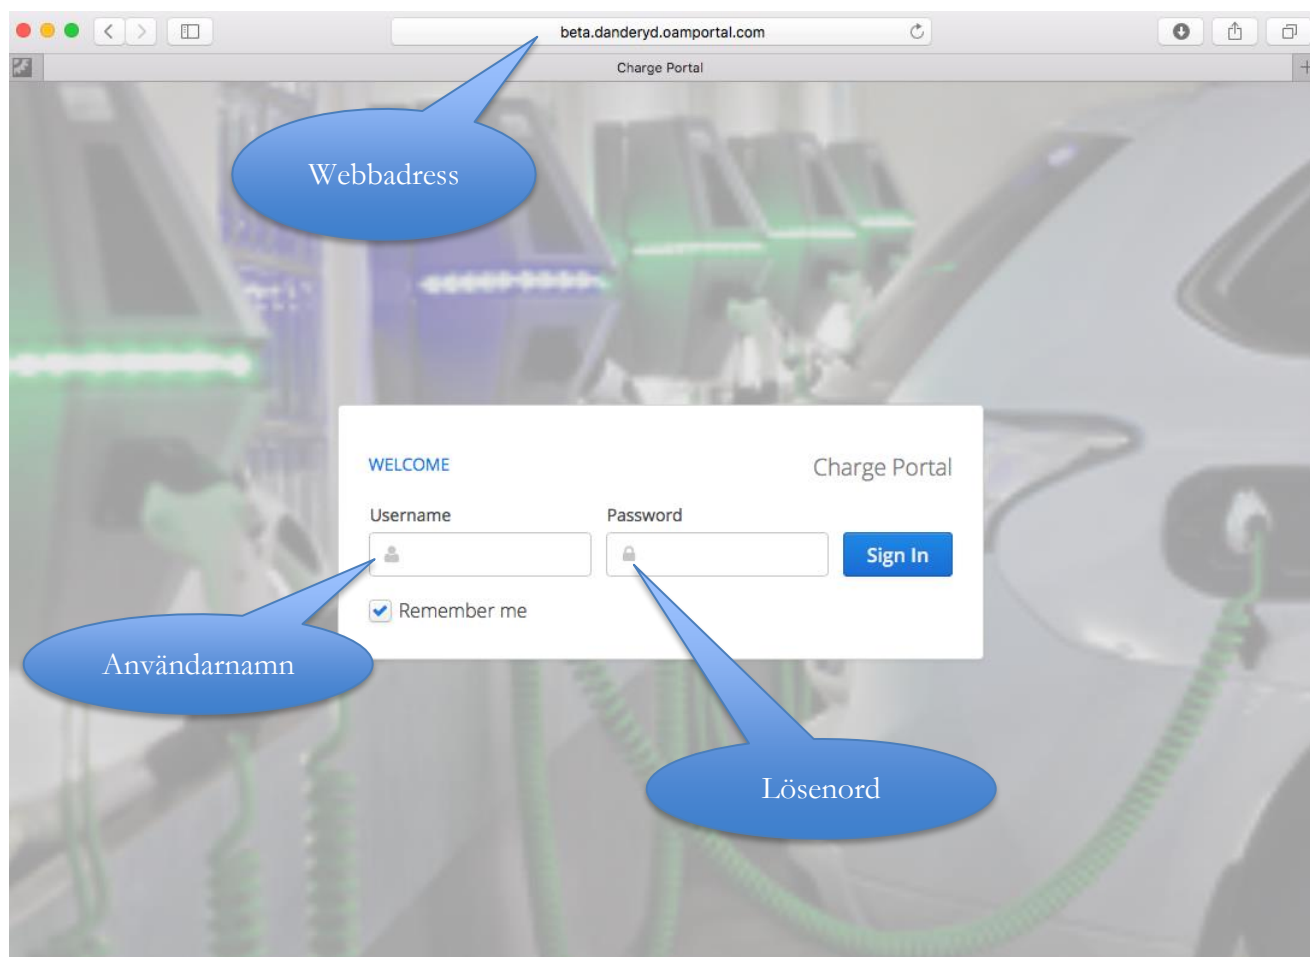 beta.danderyd.oamportal.com
Charge Portal
Webbadress
WELCOME
Charge Portal
Username
Password
Sign In
Remember me
Användarnamn
Lösenord